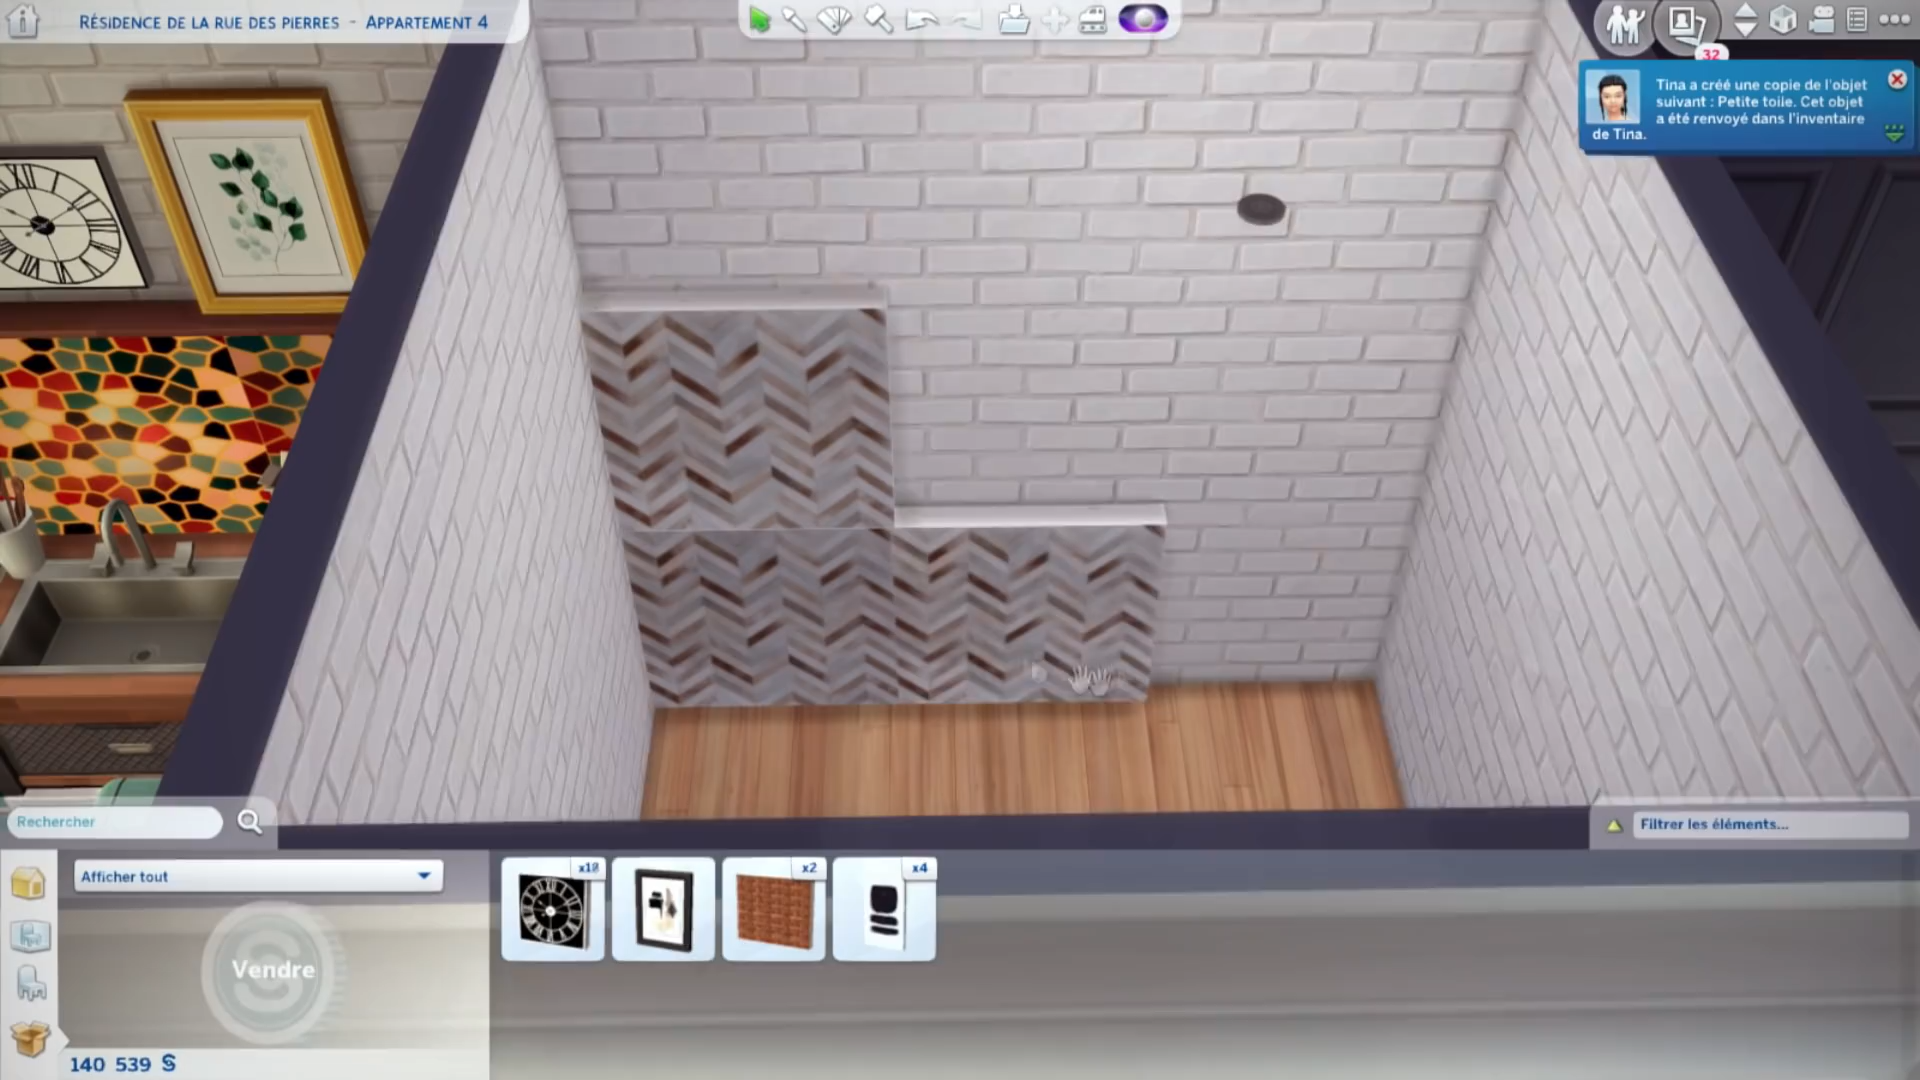 RÉSIDENCE DE LA RUE DES PIERRES - APPARTEMENT 4
32
Tina a créé une copie de l'objet
suivant : Petite toile. Cet objet
a été renvoyé dans l'inventaire
de Tina.
Rechercher
Filtrer les éléments...
Afficher tout
x18
x2
x4
Vendre
140 539 S